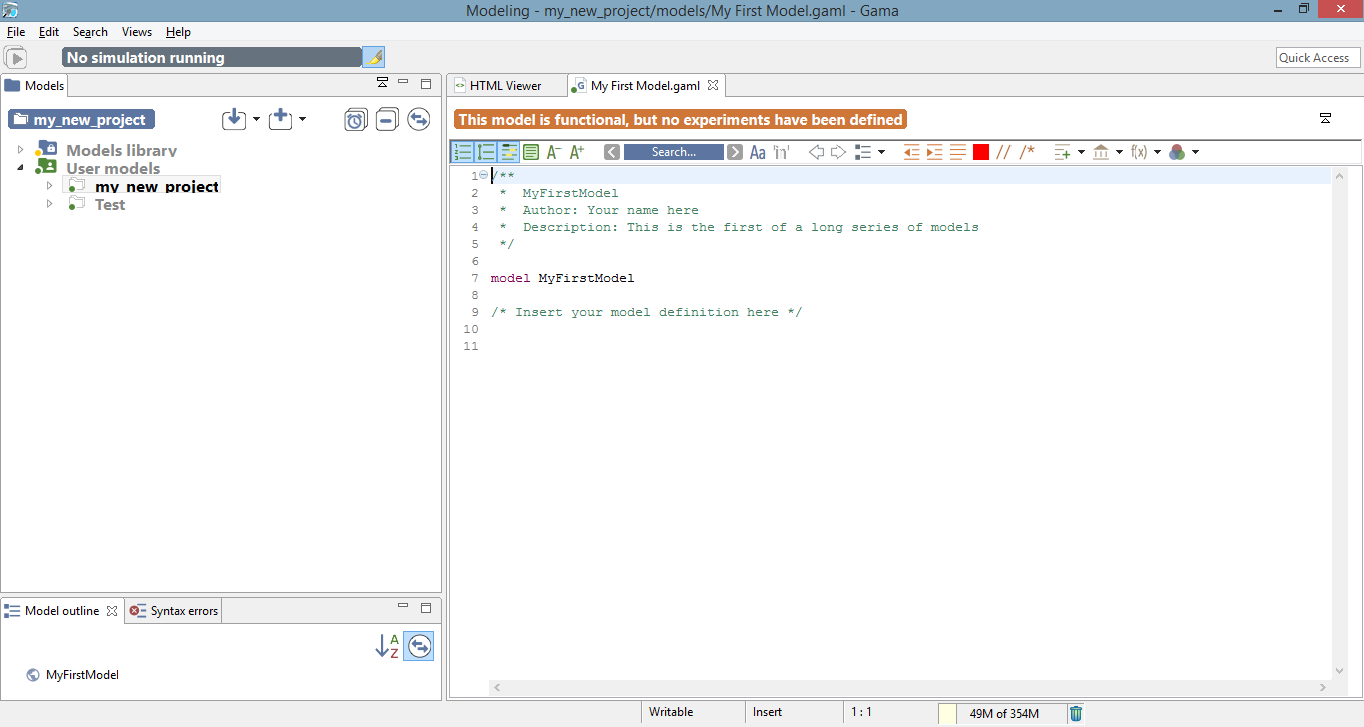 Modeling - my_new_project/models/My First Model.gaml - Gama
File Edit Search Views Help
No simulation running
Quick Access
Models
HTML Viewer
My First Model.gaml
my_new_project
This model is functional, but no experiments have been defined
Search...
Aa
'in'
// /*
f(x)
Models library
User models
my_new_project
Test
1 /**
2 * MyFirstModel
3 * Author: Your name here
4 * Description: This is the first of a long series of models
5 */
6
7 model MyFirstModel
8
9 /* Insert your model definition here */
10
11
Model outline
Syntax errors
A
Z
MyFirstModel
Writable
Insert
1 : 1
49M of 354M